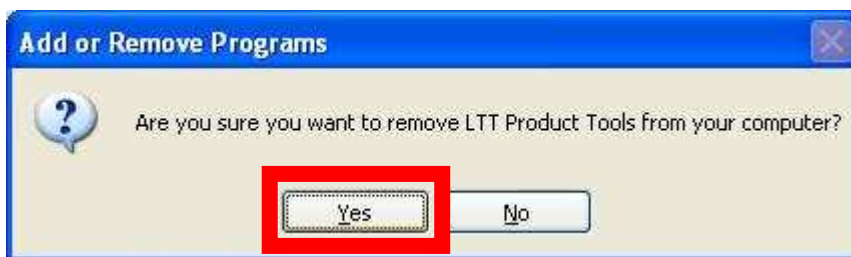 Add or Remove Programs
Are you sure you want to remove LTT Product Tools from your computer?
Yes
No